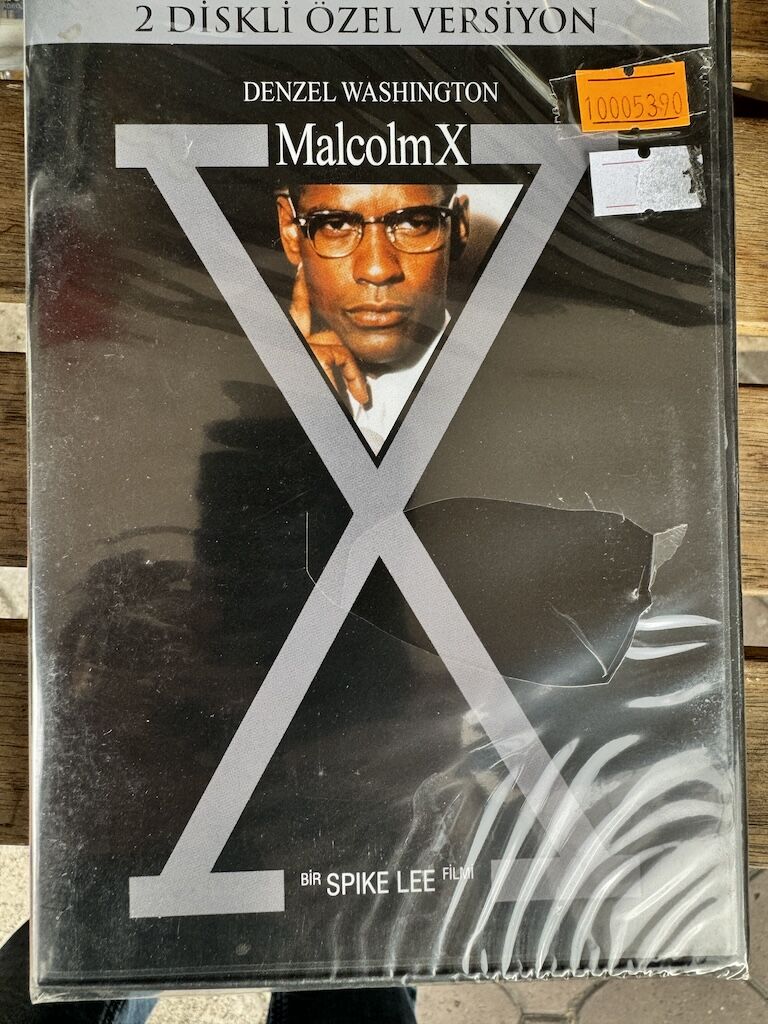 2 DİSKLİ ÖZEL VERSİYON
DENZEL WASHINGTON
10005390
Malcolm X
BİR SPIKE LEE FİLMİ